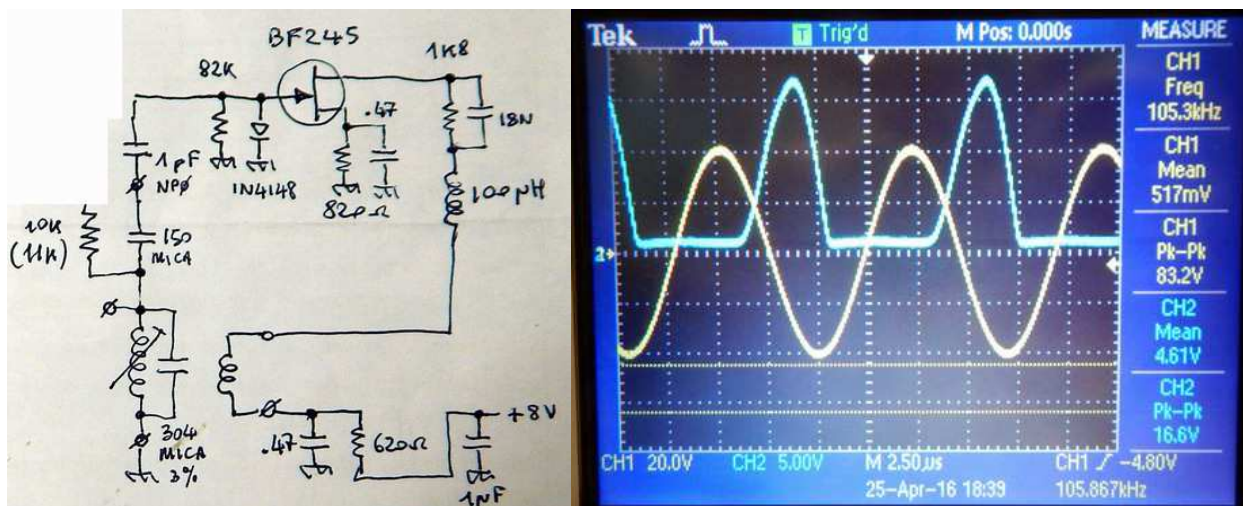 BF245
1K8
82K
.47
18N
1N4148
NPØ
820Ω
100µH
10K
(11K)
150
MICA
+8V
304
MICA
3%
.47
620Ω
1NF
Tek
T Trig'd
M Pos: 0.000s
MEASURE
CH1
Freq
105.3kHz
CH1
Mean
517mV
CH1
Pk-Pk
83.2V
CH2
Mean
4.61V
CH2
Pk-Pk
16.6V
2
CH1 20.0V
CH2 5.00V
M 2.50µs
CH1 -4.80V
25-Apr-16 18:39
105.867kHz